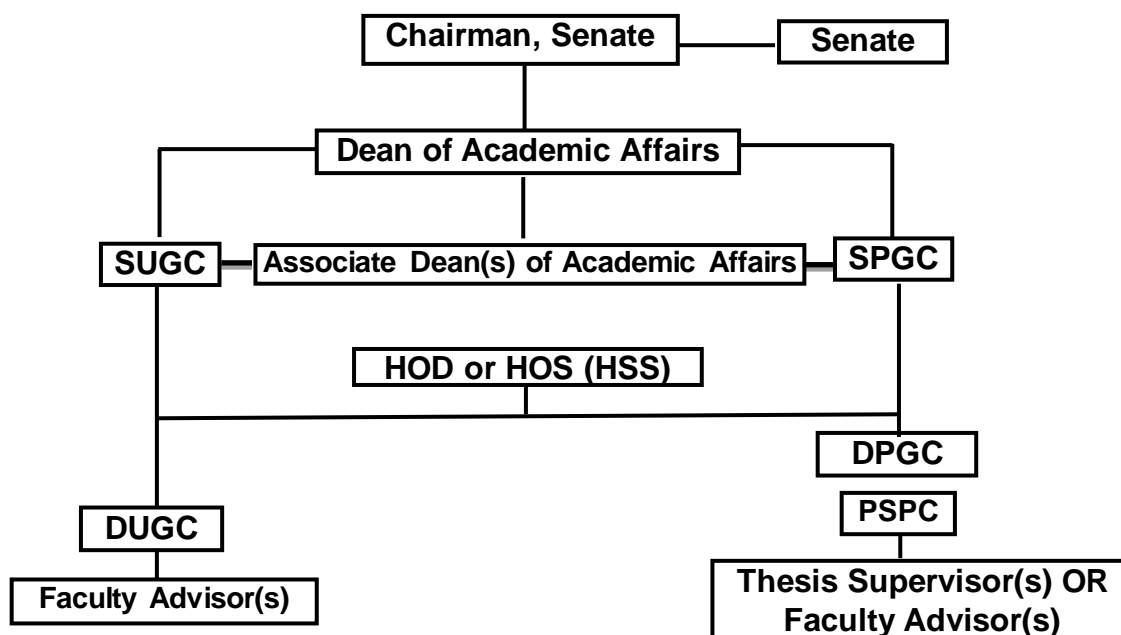 Chairman, Senate
Senate
Dean of Academic Affairs
SUGC
Associate Dean(s) of Academic Affairs
SPGC
HOD or HOS (HSS)
DPGC
DUGC
PSPC
Faculty Advisor(s)
Thesis Supervisor(s) OR
Faculty Advisor(s)